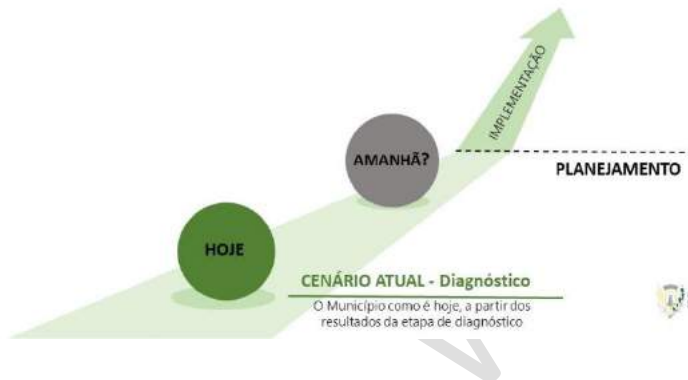 IMPLEMENTAÇÃO
AMANHÃ?
PLANEJAMENTO
HOJE
CENÁRIO ATUAL - Diagnóstico
O Município como é hoje, a partir dos
resultados da etapa de diagnóstico